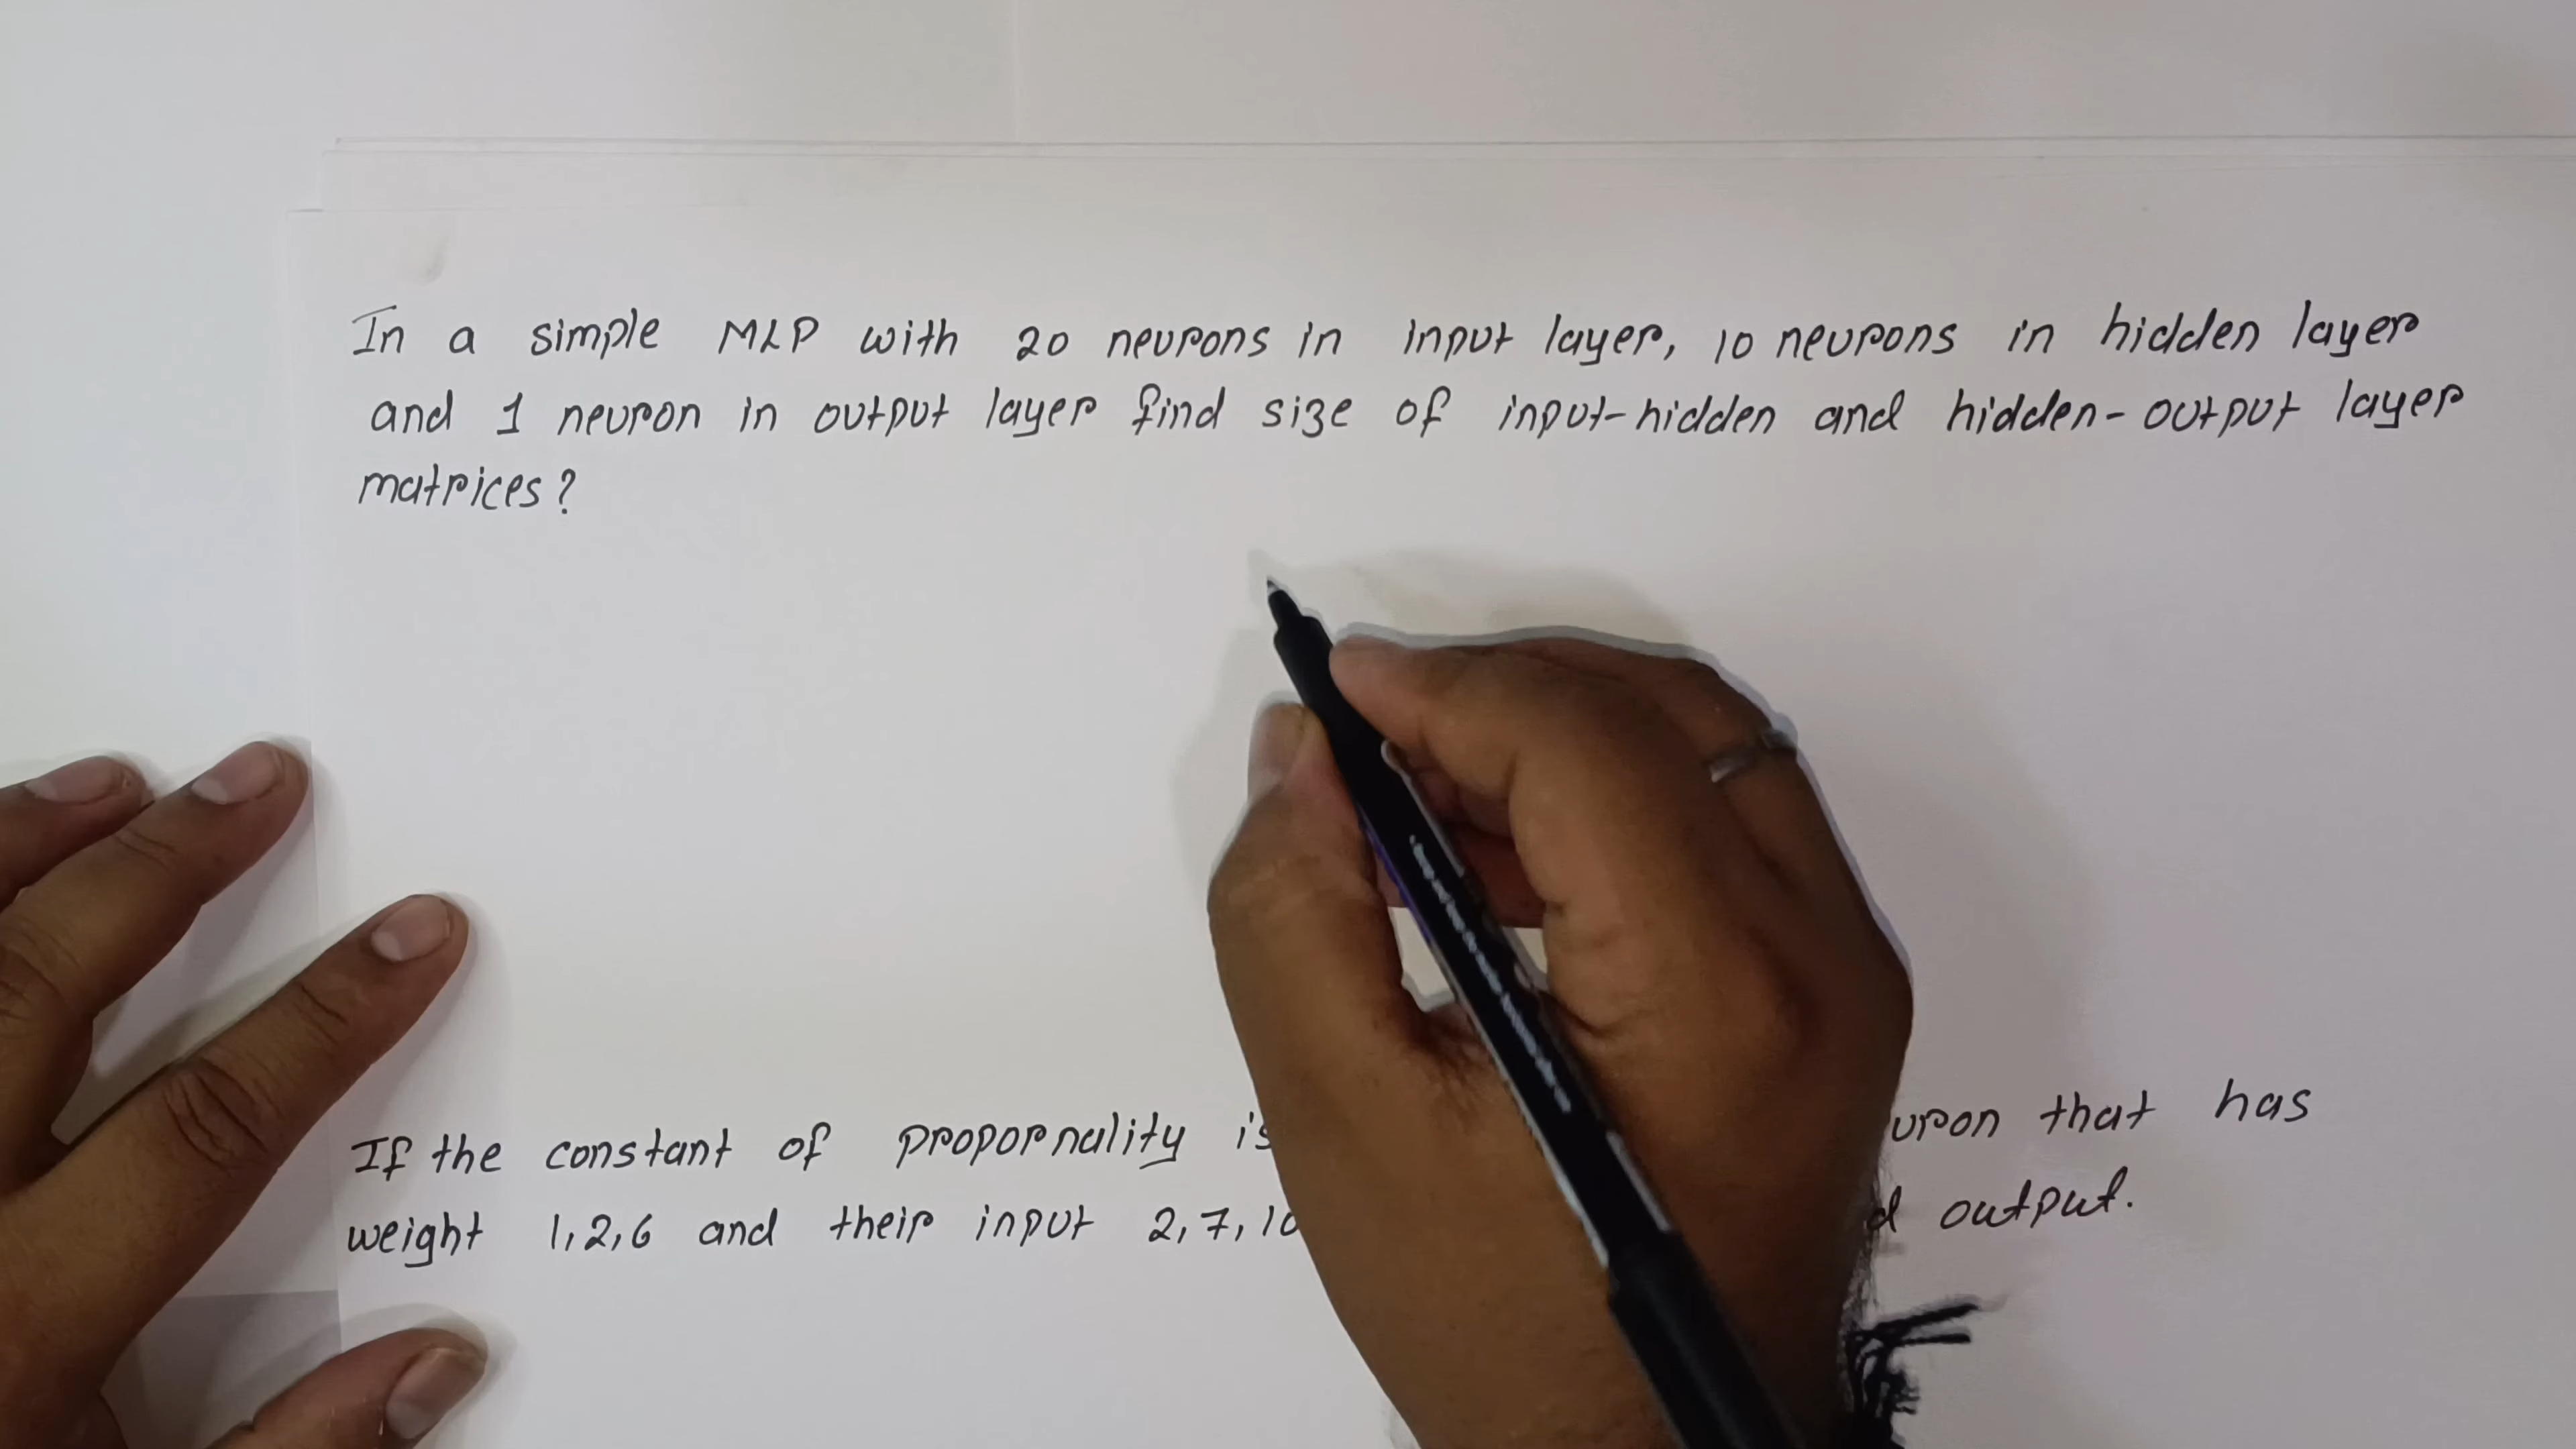 In a simple MLP with 20 neurons in input layer, 10 neurons in hidden layer
and 1 neuron in output layer find size of input-hidden and hidden-output layer
matrices?
If the constant of propornality is that has
weight 1,2,6 and their input 2,7,10 output.